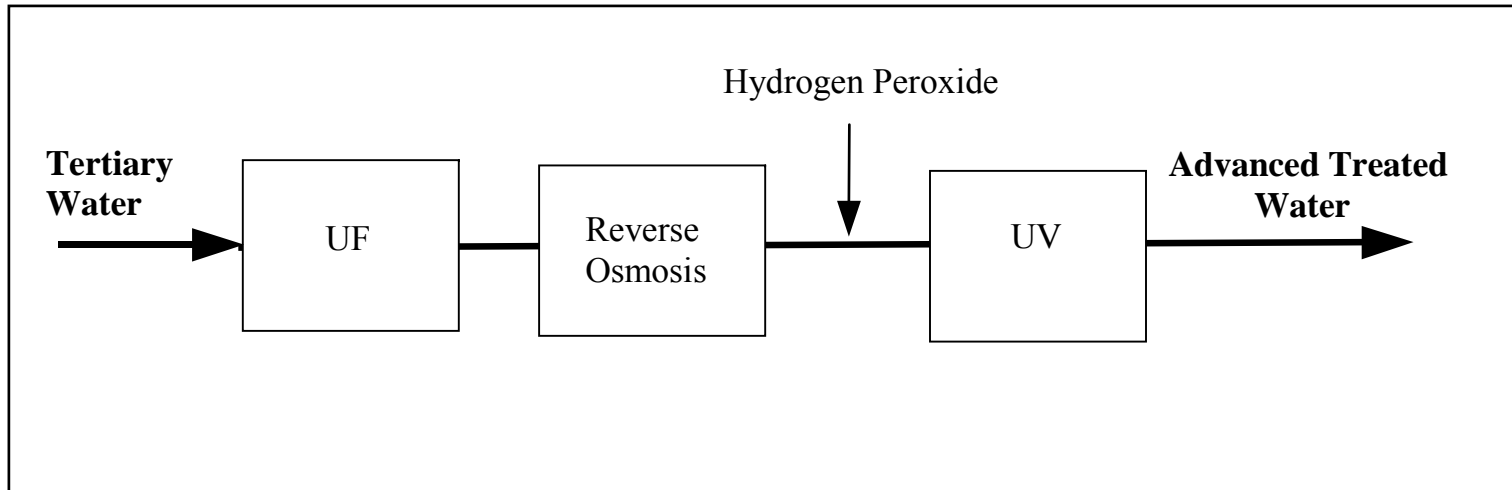 Hydrogen Peroxide
Tertiary
Water
UF
Reverse
Osmosis
UV
Advanced Treated
Water